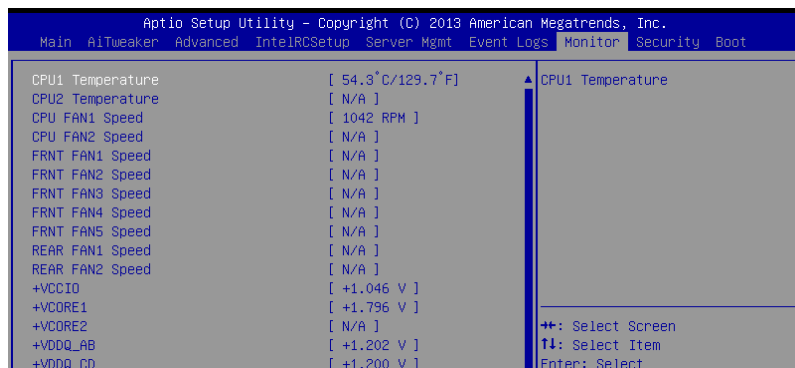 Aptio Setup Utility – Copyright (C) 2013 American Megatrends, Inc.
Main AiTweaker Advanced IntelRCSetup Server Mgmt Event Logs Monitor Security Boot
CPU1 Temperature [ 54.3°C/129.7°F]
CPU2 Temperature [ N/A ]
CPU FAN1 Speed [ 1042 RPM ]
CPU FAN2 Speed [ N/A ]
FRNT FAN1 Speed [ N/A ]
FRNT FAN2 Speed [ N/A ]
FRNT FAN3 Speed [ N/A ]
FRNT FAN4 Speed [ N/A ]
FRNT FAN5 Speed [ N/A ]
REAR FAN1 Speed [ N/A ]
REAR FAN2 Speed [ N/A ]
+VCCIO [ +1.046 V ]
+VCORE1 [ +1.796 V ]
+VCORE2 [ N/A ]
+VDDQ_AB [ +1.202 V ]
+VDDQ_CD [ +1.200 V ]
CPU1 Temperature
→←: Select Screen
↑↓: Select Item
Enter: Select